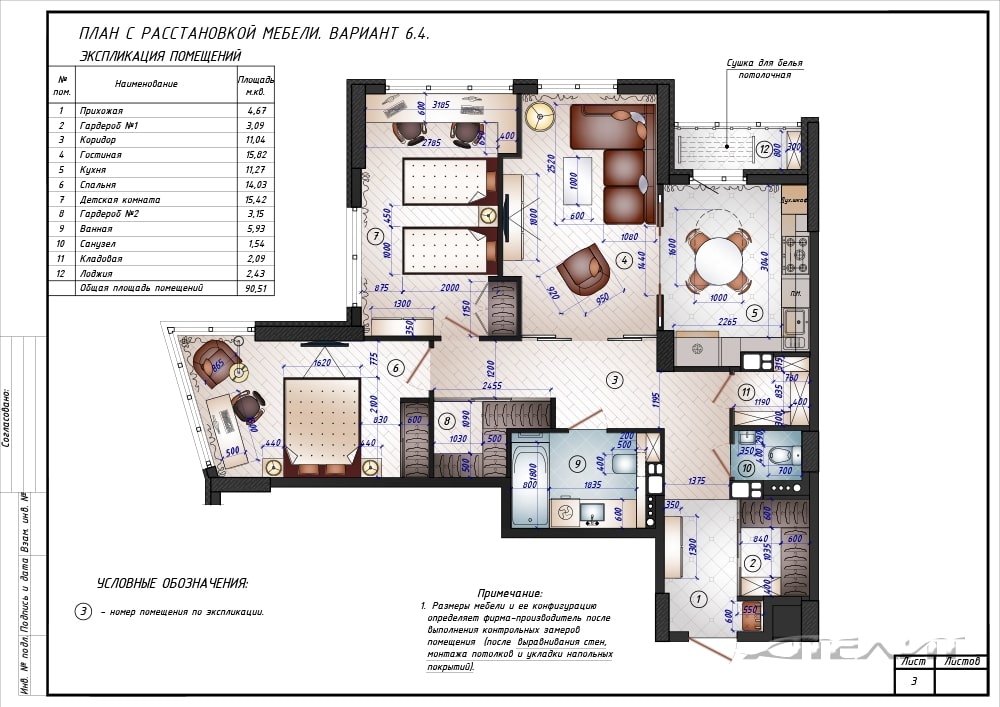 ПЛАН С РАССТАНОВКОЙ МЕБЕЛИ. ВАРИАНТ 6.4.
ЭКСПЛИКАЦИЯ ПОМЕЩЕНИЙ
№ пом. Наименование Площадь м.кв.
1 Прихожая 4,67
2 Гардероб №1 3,09
3 Коридор 11,04
4 Гостиная 15,82
5 Кухня 11,27
6 Спальня 14,03
7 Детская комната 15,42
8 Гардероб №2 3,15
9 Ванная 5,93
10 Санузел 1,54
11 Кладовая 2,09
12 Лоджия 2,43
Общая площадь помещений 90,51
Сушка для белья
потолочная
600 3185
2785 650 400
450
7
1000
875 2000
1300 1150
350
2520
1000
600
1800
1080
4 1440
920 950
12 800 300
Дух.шкаф
1600 3040
1000
2265 5
П.М.
865
1620 775
6
2100
830 600
440 440
500
1200
2455
3
1195
8 1090
1030 500
500
200
500
9 400
1800
800 1835
600
315
760
11 835
1190 400
300
350 290
400
10 700
1375
350
1300
600
840 600
1035
2
400
1
550
600
УСЛОВНЫЕ ОБОЗНАЧЕНИЯ:
3 – номер помещения по экспликации.
Примечание:
1. Размеры мебели и ее конфигурацию
определяет фирма-производитель после
выполнения контрольных замеров
помещения (после выравнивания стен,
монтажа потолков и укладки напольных
покрытий).
Согласовано:
Взам. инв. №
Подпись и дата
Инв. № подл.
Лист Листов
3